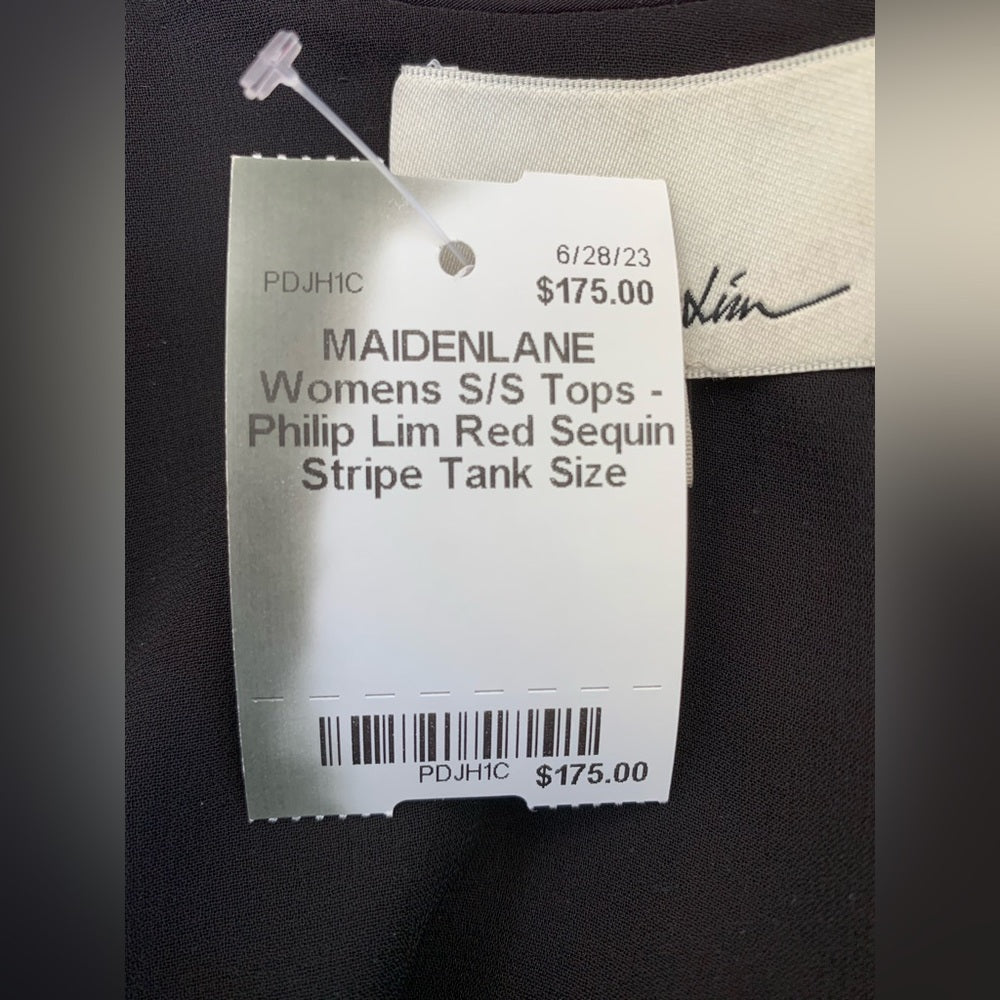 6/28/23
PDJH1C
$175.00
MAIDENLANE
Womens S/S Tops -
Philip Lim Red Sequin
Stripe Tank Size
PDJH1C $175.00
Lim